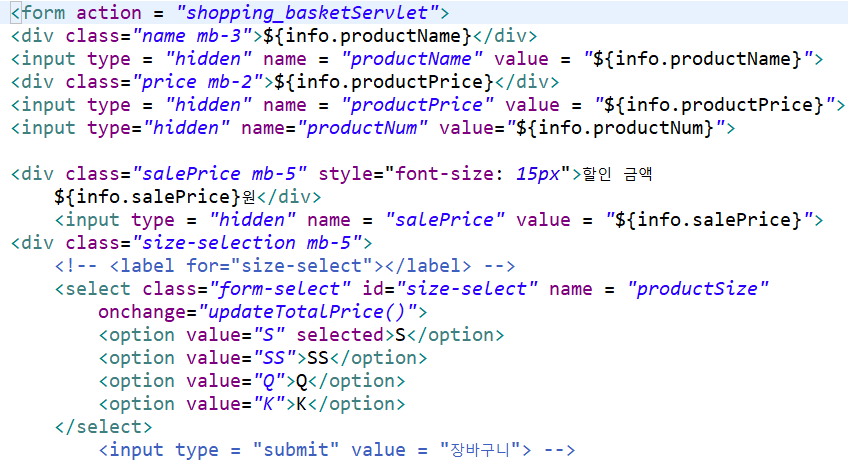 <form action = "shopping_basketServlet">
<div class="name mb-3">${info.productName}</div>
<input type = "hidden" name = "productName" value = "${info.productName}">
<div class="price mb-2">${info.productPrice}</div>
<input type = "hidden" name = "productPrice" value = "${info.productPrice}">
<input type="hidden" name="productNum" value="${info.productNum}">
<div class="salePrice mb-5" style="font-size: 15px">할인 금액
${info.salePrice}원</div>
<input type = "hidden" name = "salePrice" value = "${info.salePrice}">
<div class="size-selection mb-5">
<!-- <label for="size-select"></label> -->
<select class="form-select" id="size-select" name = "productSize"
onchange="updateTotalPrice()">
<option value="S" selected>S</option>
<option value="SS">SS</option>
<option value="Q">Q</option>
<option value="K">K</option>
</select>
<input type = "submit" value = "장바구니"> -->